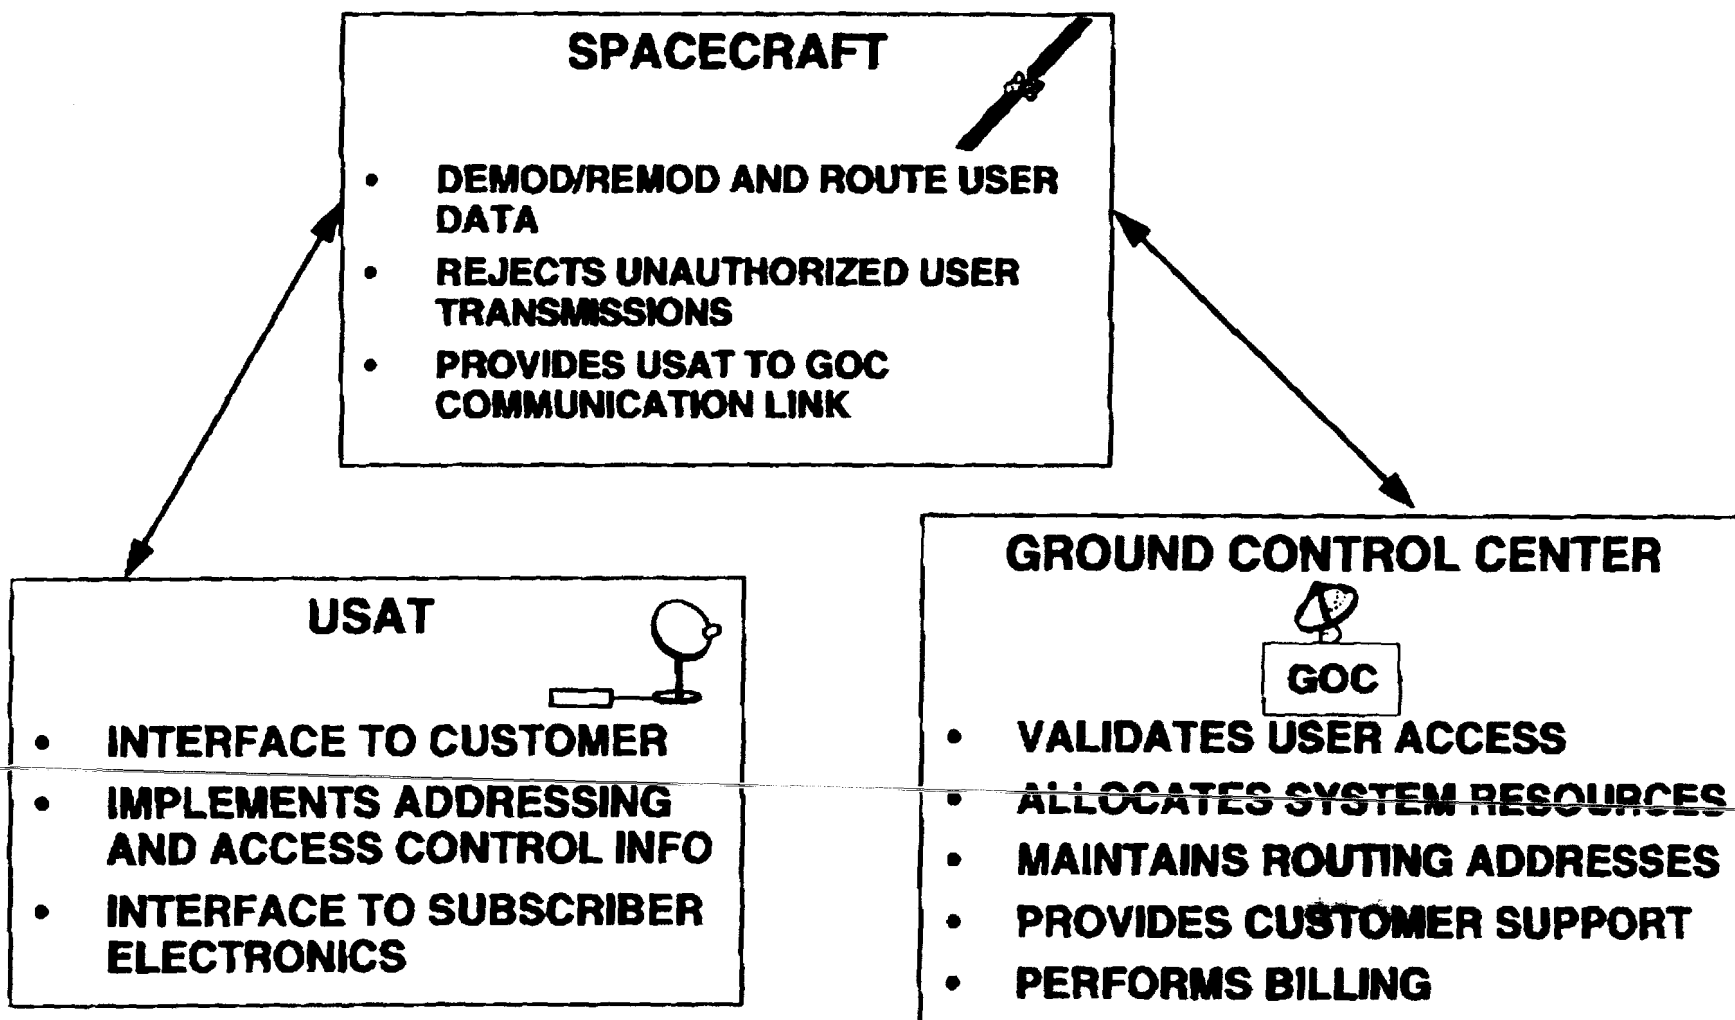 SPACECRAFT
• DEMOD/REMOD AND ROUTE USER
DATA
• REJECTS UNAUTHORIZED USER
TRANSMISSIONS
• PROVIDES USAT TO GOC
COMMUNICATION LINK
USAT
• INTERFACE TO CUSTOMER
• IMPLEMENTS ADDRESSING
AND ACCESS CONTROL INFO
• INTERFACE TO SUBSCRIBER
ELECTRONICS
GROUND CONTROL CENTER
GOC
• VALIDATES USER ACCESS
• ALLOCATES SYSTEM RESOURCES
• MAINTAINS ROUTING ADDRESSES
• PROVIDES CUSTOMER SUPPORT
• PERFORMS BILLING